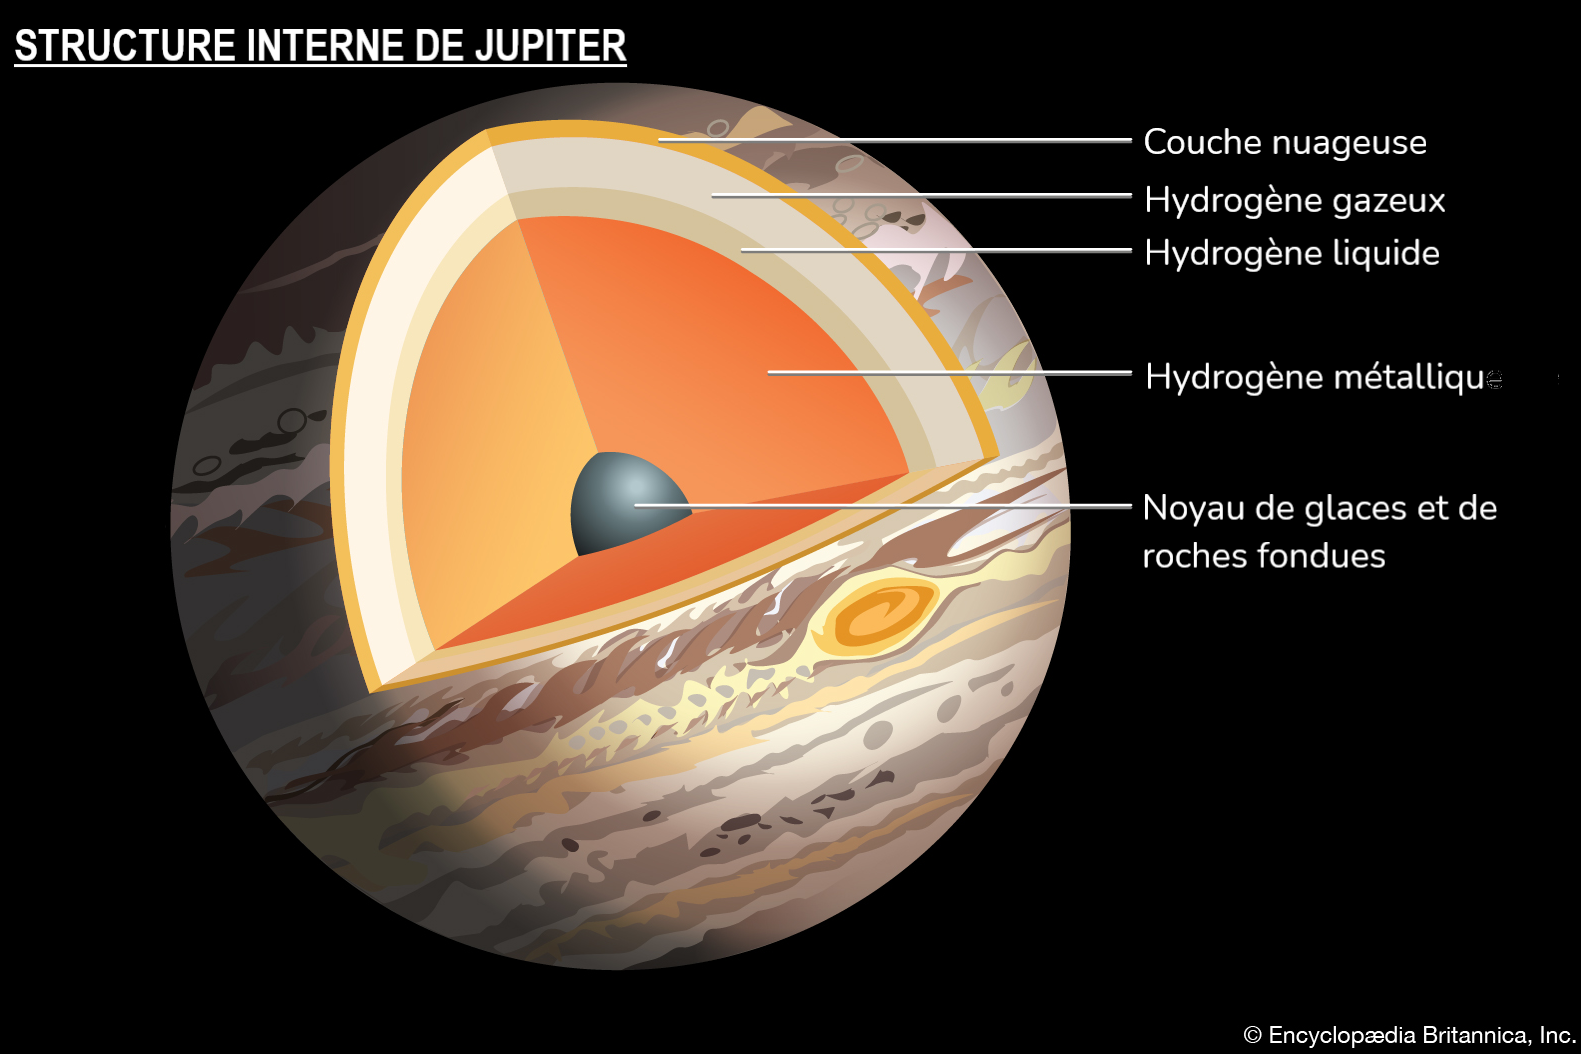 STRUCTURE INTERNE DE JUPITER
Couche nuageuse
Hydrogène gazeux
Hydrogène liquide
Hydrogène métallique
Noyau de glaces et de
roches fondues
© Encyclopædia Britannica, Inc.